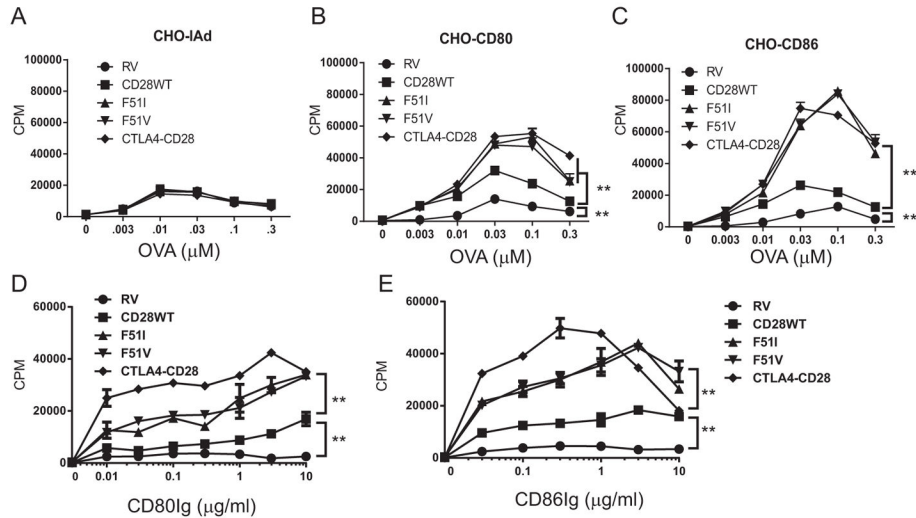 A
CHO-IAd
100000
80000
60000
40000
20000
0
CPM
RV
CD28WT
F51I
F51V
CTLA4-CD28
0 .003 .01 .03 .1 .3
OVA (μM)
B
CHO-CD80
100000
80000
60000
40000
20000
0
CPM
RV
CD28WT
F51I
F51V
CTLA4-CD28
**
**
0 0.003 0.01 0.03 0.1 0.3
OVA (μM)
C
CHO-CD86
100000
80000
60000
40000
20000
0
CPM
RV
CD28WT
F51I
F51V
CTLA4-CD28
**
**
0 0.003 0.01 0.03 0.1 0.3
OVA (μM)
D
60000
40000
20000
0
CPM
RV
CD28WT
F51I
F51V
CTLA4-CD28
**
**
0 0.01 0.1 1 10
CD80Ig (μg/ml)
E
60000
40000
20000
0
CPM
RV
CD28WT
F51I
F51V
CTLA4-CD28
**
**
0 0.1 1 10
CD86Ig (μg/ml)